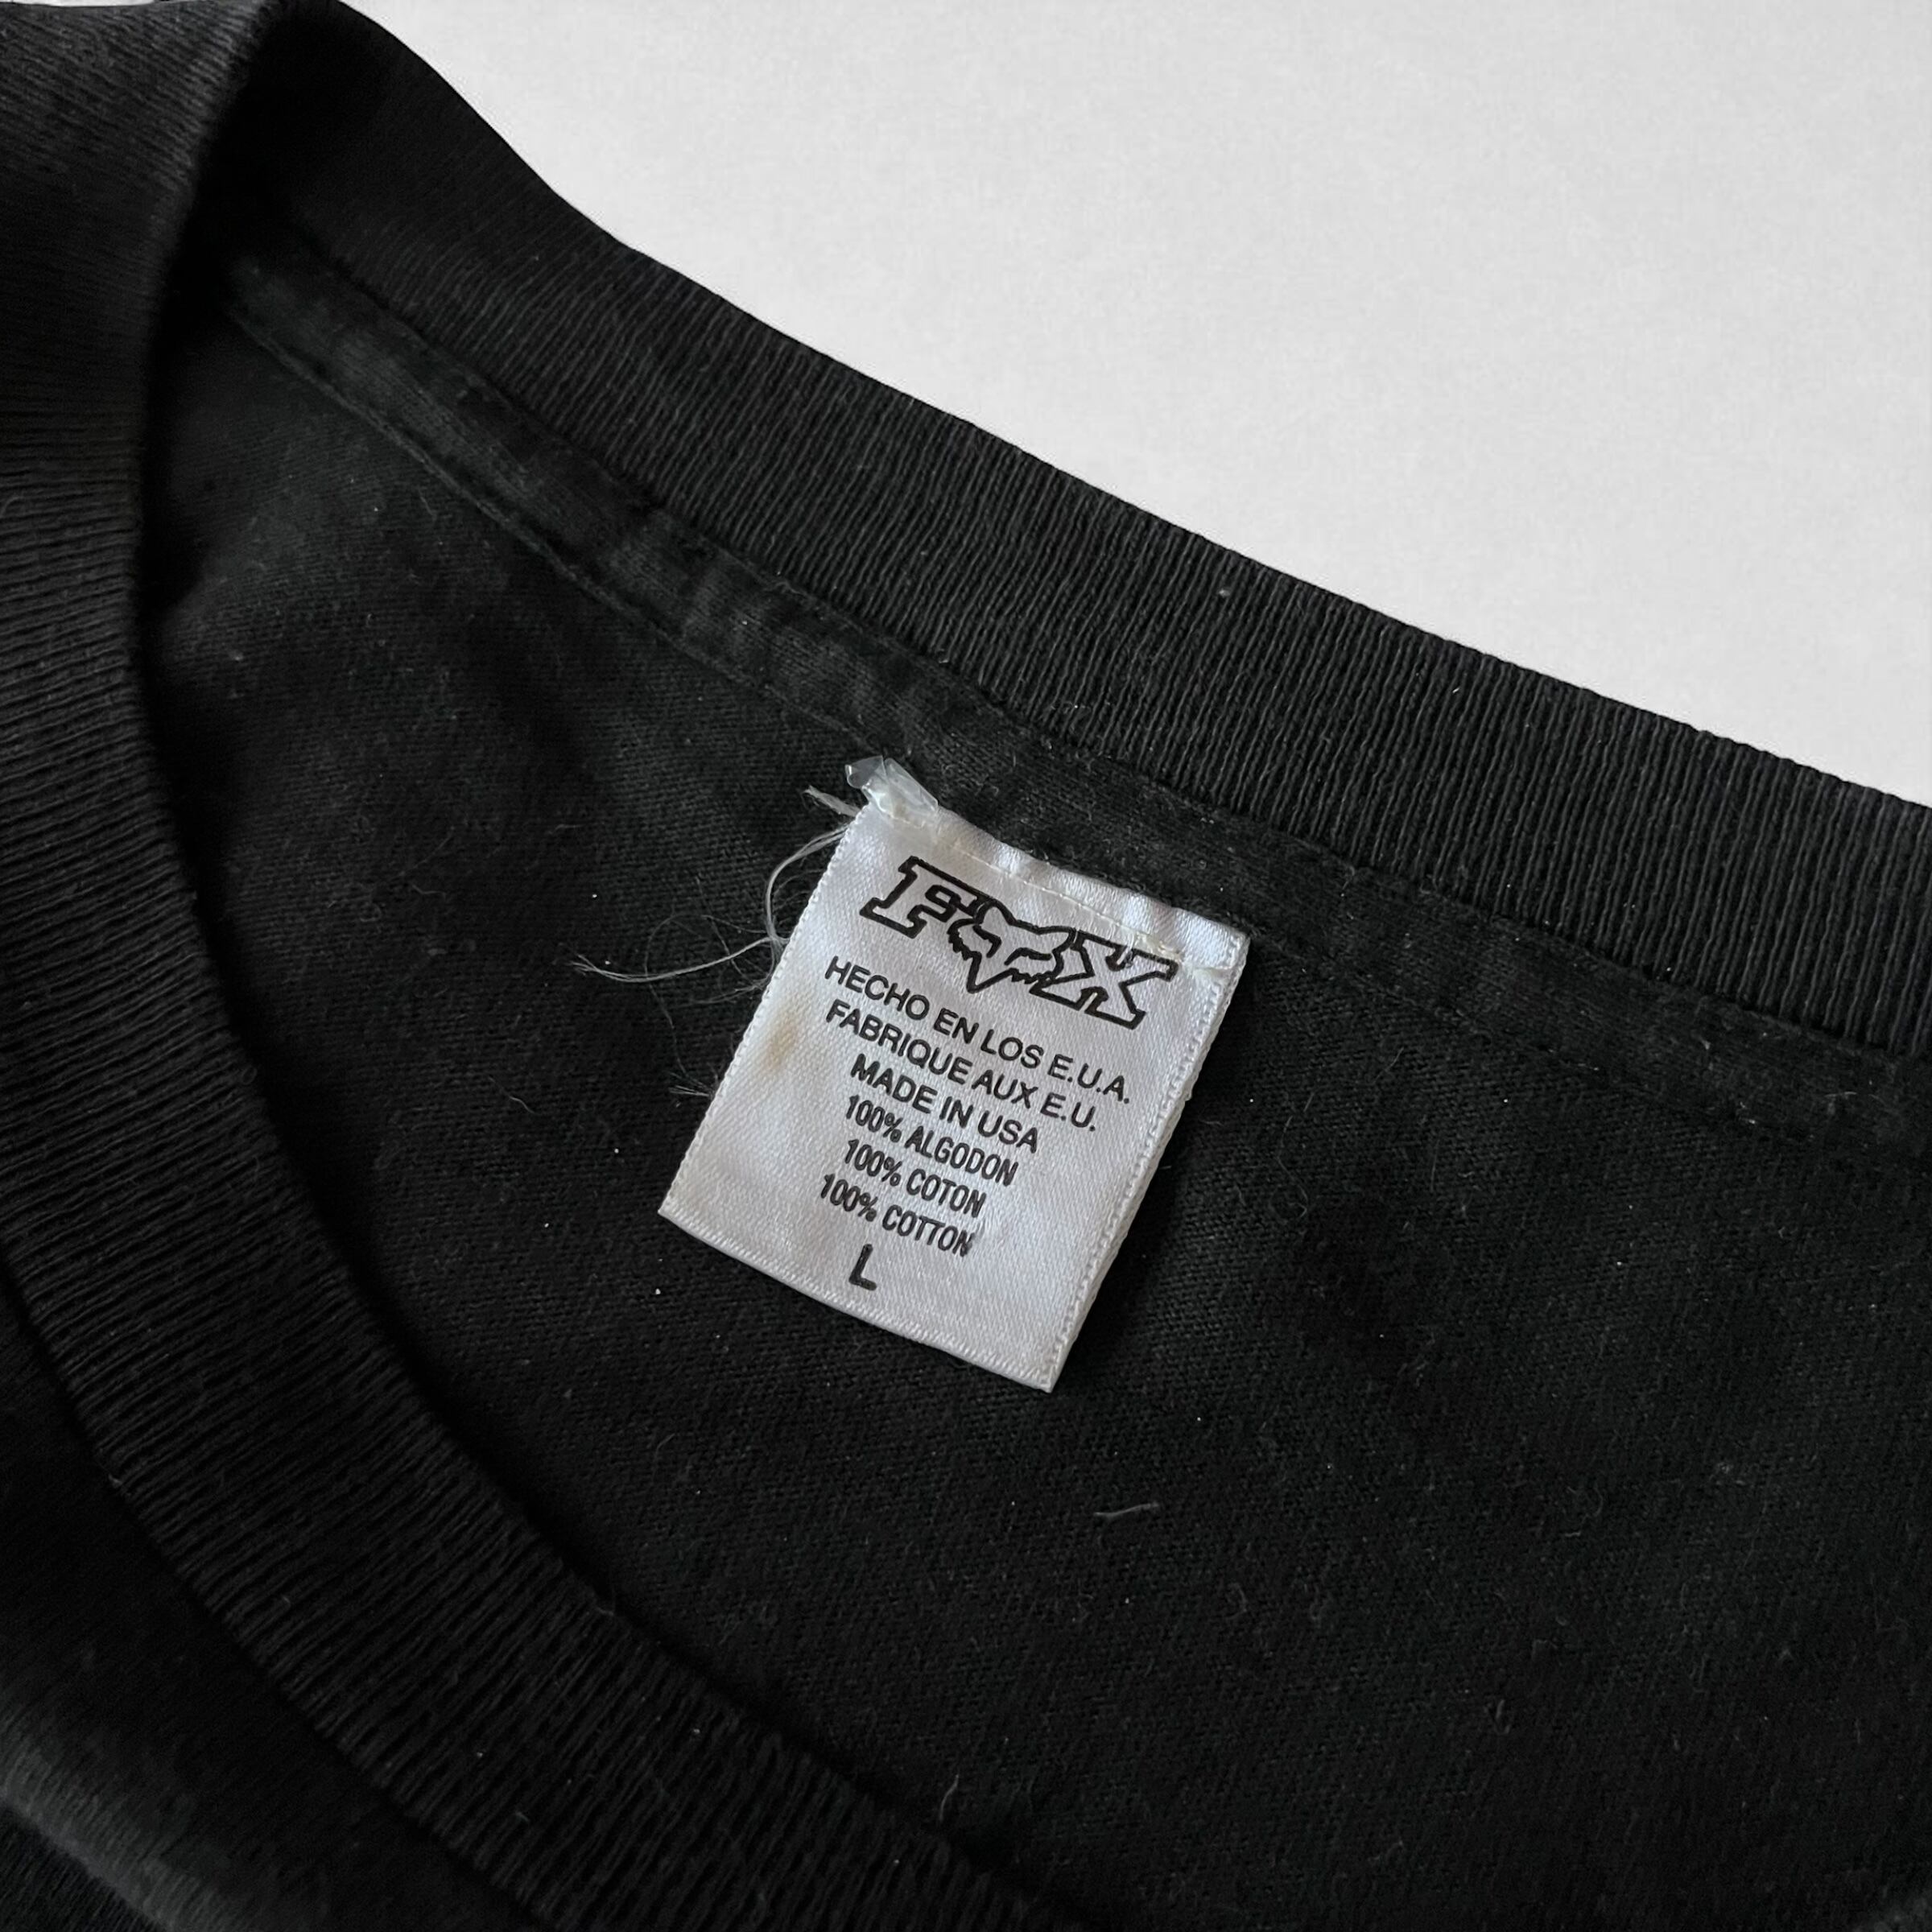 FOX
HECHO EN LOS E.U.A.
FABRIQUE AUX E.U.
MADE IN USA
100% ALGODON
100% COTON
100% COTTON
L